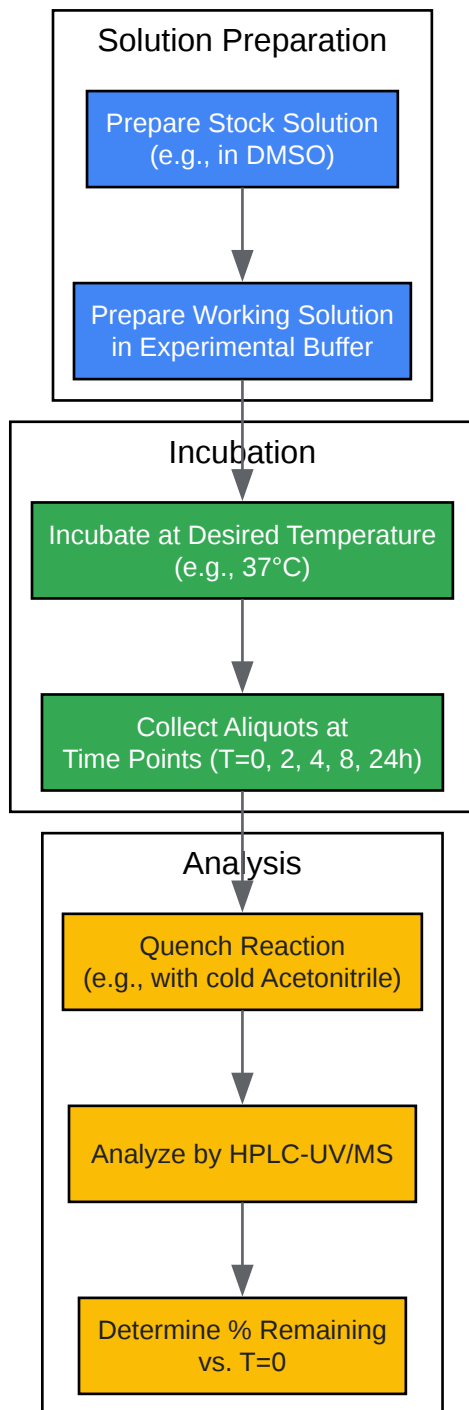 Solution Preparation
Prepare Stock Solution
(e.g., in DMSO)
Prepare Working Solution
in Experimental Buffer
Incubation
Incubate at Desired Temperature
(e.g., 37°C)
Collect Aliquots at
Time Points (T=0, 2, 4, 8, 24h)
Analysis
Quench Reaction
(e.g., with cold Acetonitrile)
Analyze by HPLC-UV/MS
Determine % Remaining
vs. T=0